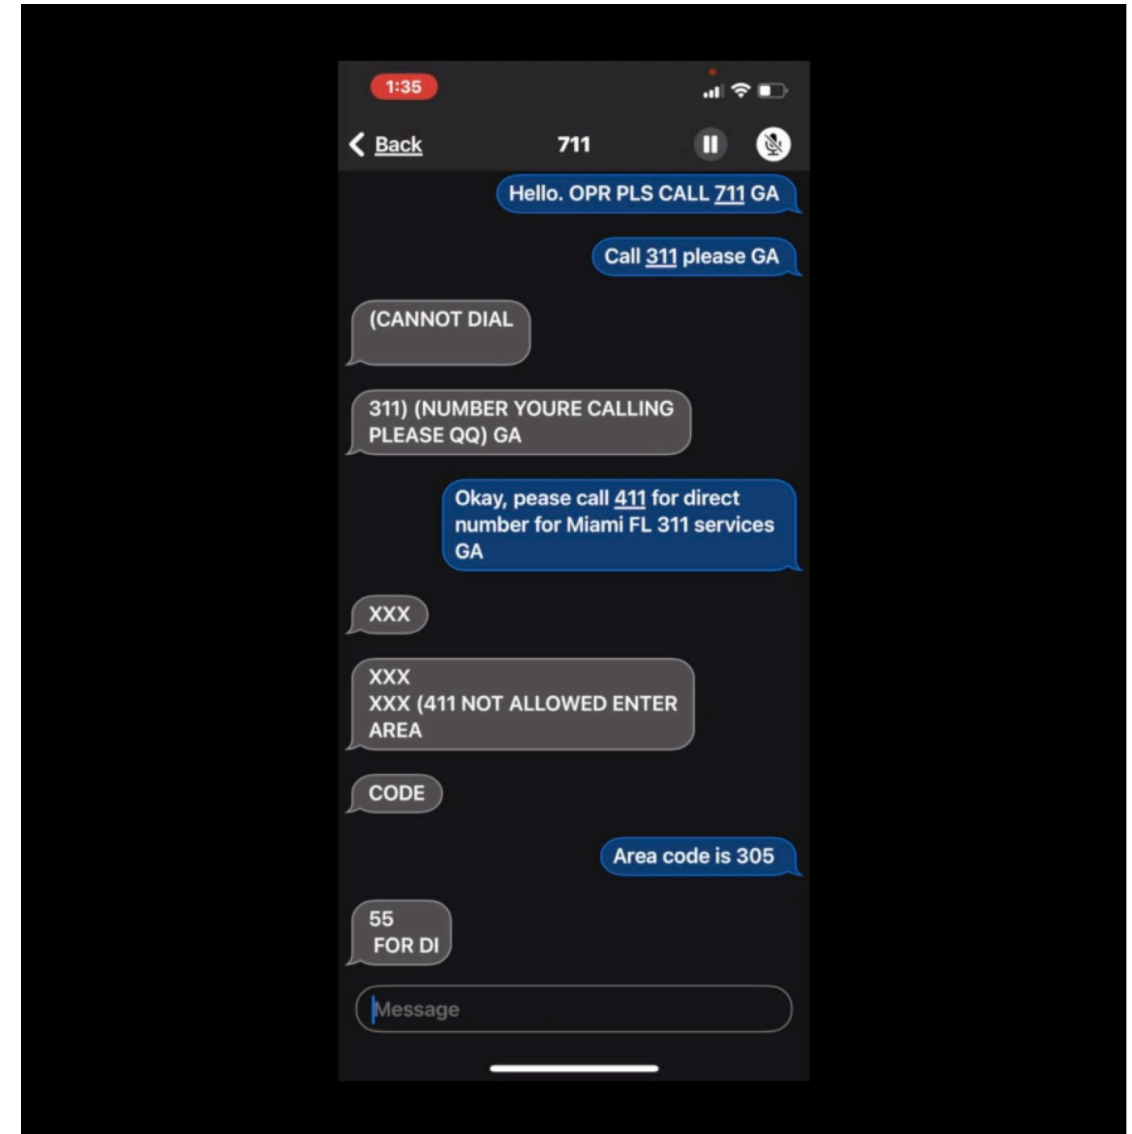 1:35
Back
711
Hello. OPR PLS CALL 711 GA
Call 311 please GA
(CANNOT DIAL
311) (NUMBER YOURE CALLING
PLEASE QQ) GA
Okay, pease call 411 for direct
number for Miami FL 311 services
GA
XXX
XXX
XXX (411 NOT ALLOWED ENTER
AREA
CODE
Area code is 305
55
FOR DI
Message